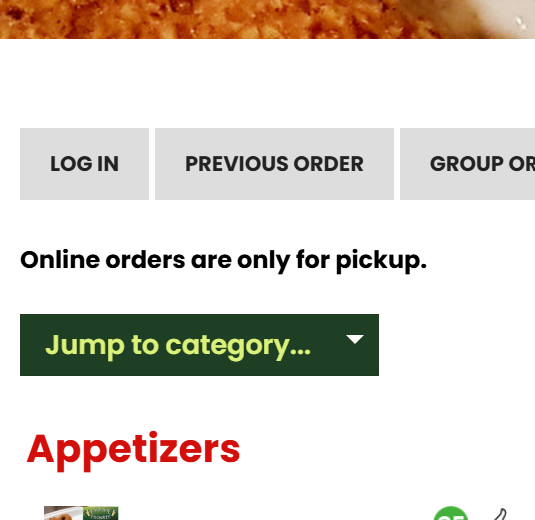 LOG IN
PREVIOUS ORDER
GROUP OR
Online orders are only for pickup.
Jump to category...
Appetizers